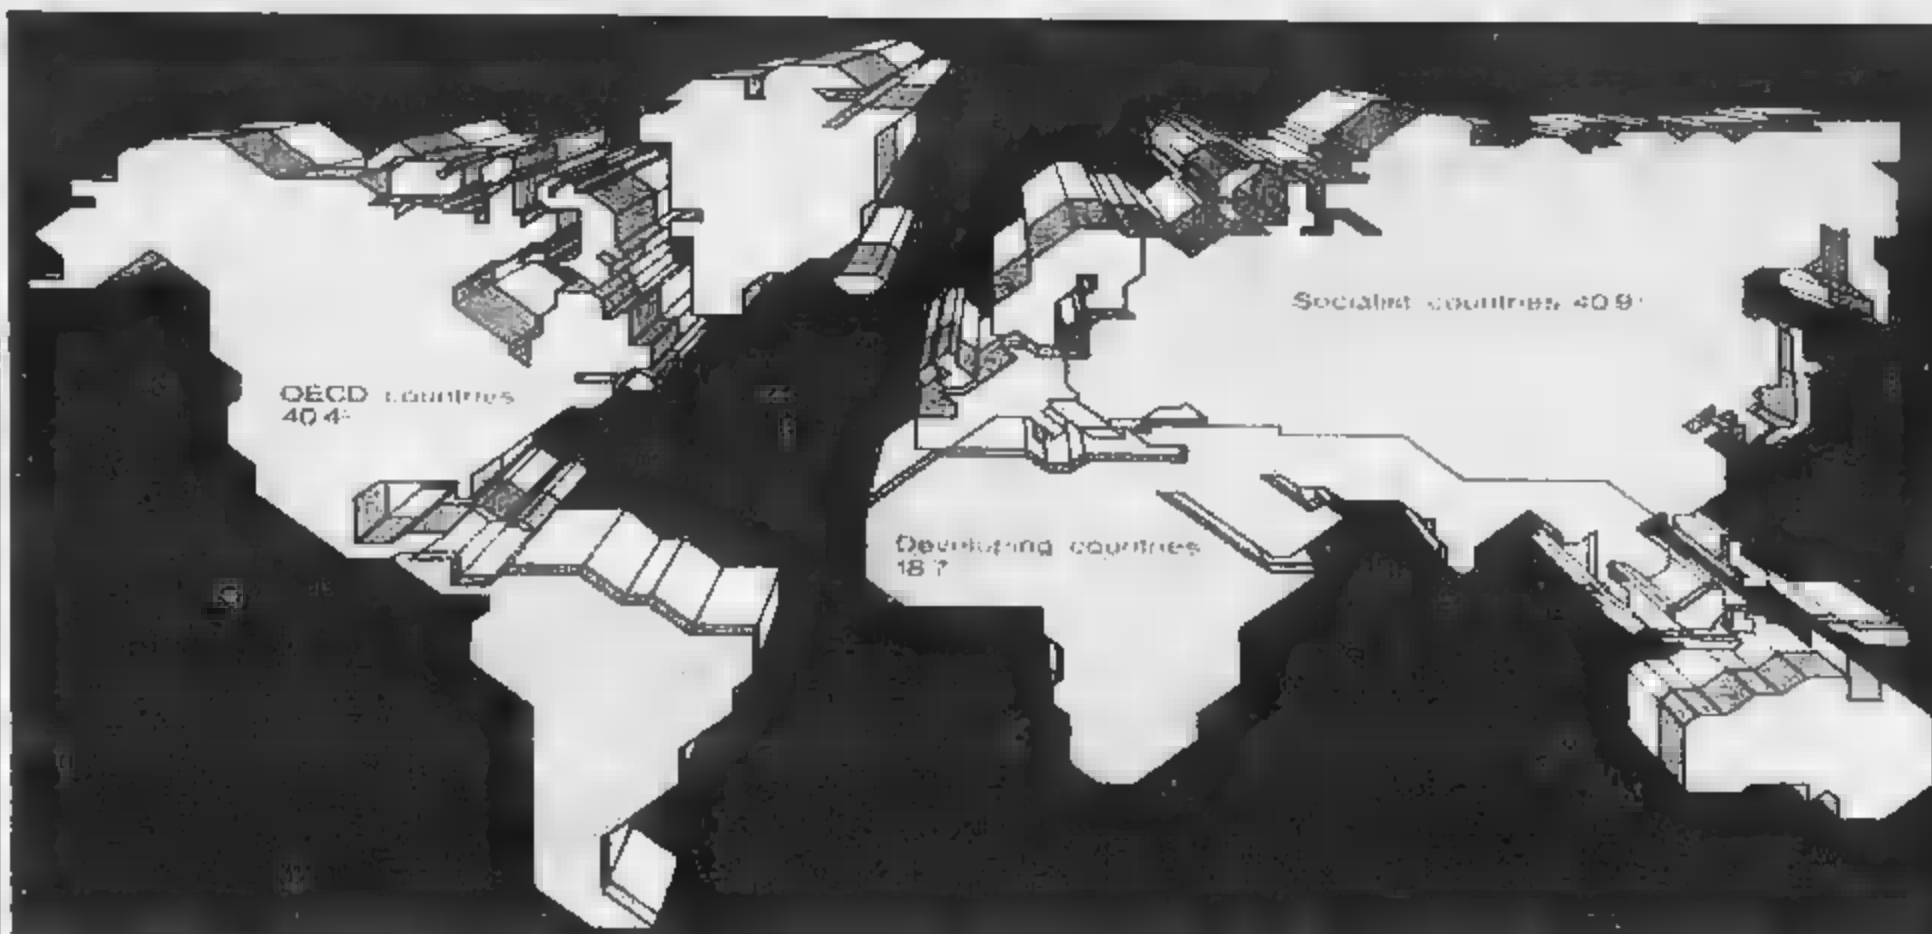 OECD countries
40.4
Socialist countries 40.9
Developing countries
18.7